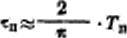 τп ≈ 2/π · Tп